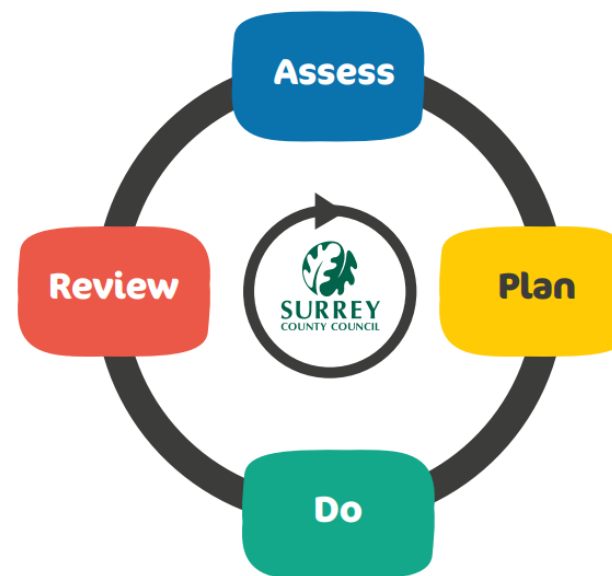 Assess
Review
SURREY
COUNTY COUNCIL
Plan
Do